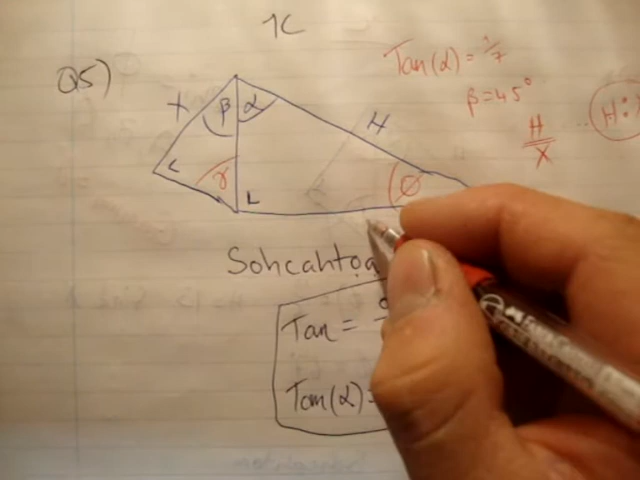 1C
Q5)
Tan(α) = 1/7
β = 45°
H
X
H:
X
β α
H
γ
L
Ø
Sohcahtoa
Tan =
Tan(α) =